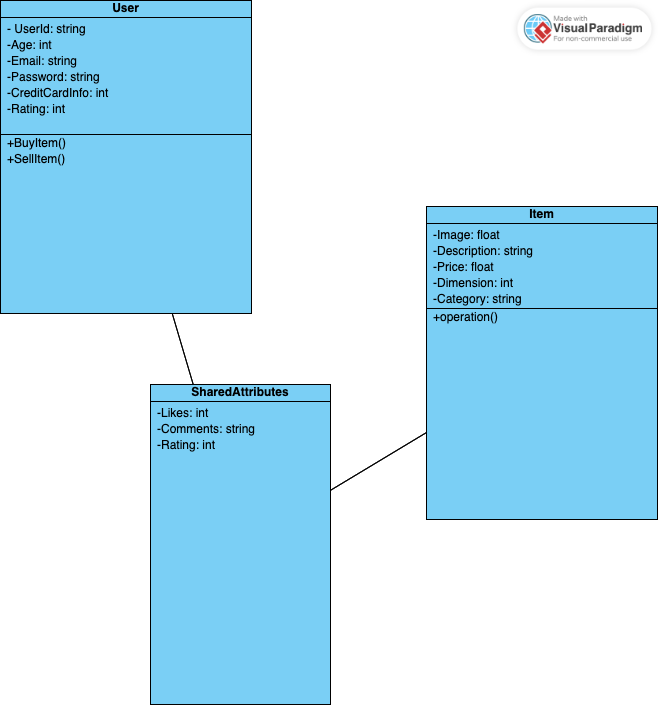 User
- UserId: string
-Age: int
-Email: string
-Password: string
-CreditCardInfo: int
-Rating: int
+BuyItem()
+SellItem()
Made with
VisualParadigm
For non-commercial use
Item
-Image: float
-Description: string
-Price: float
-Dimension: int
-Category: string
+operation()
SharedAttributes
-Likes: int
-Comments: string
-Rating: int